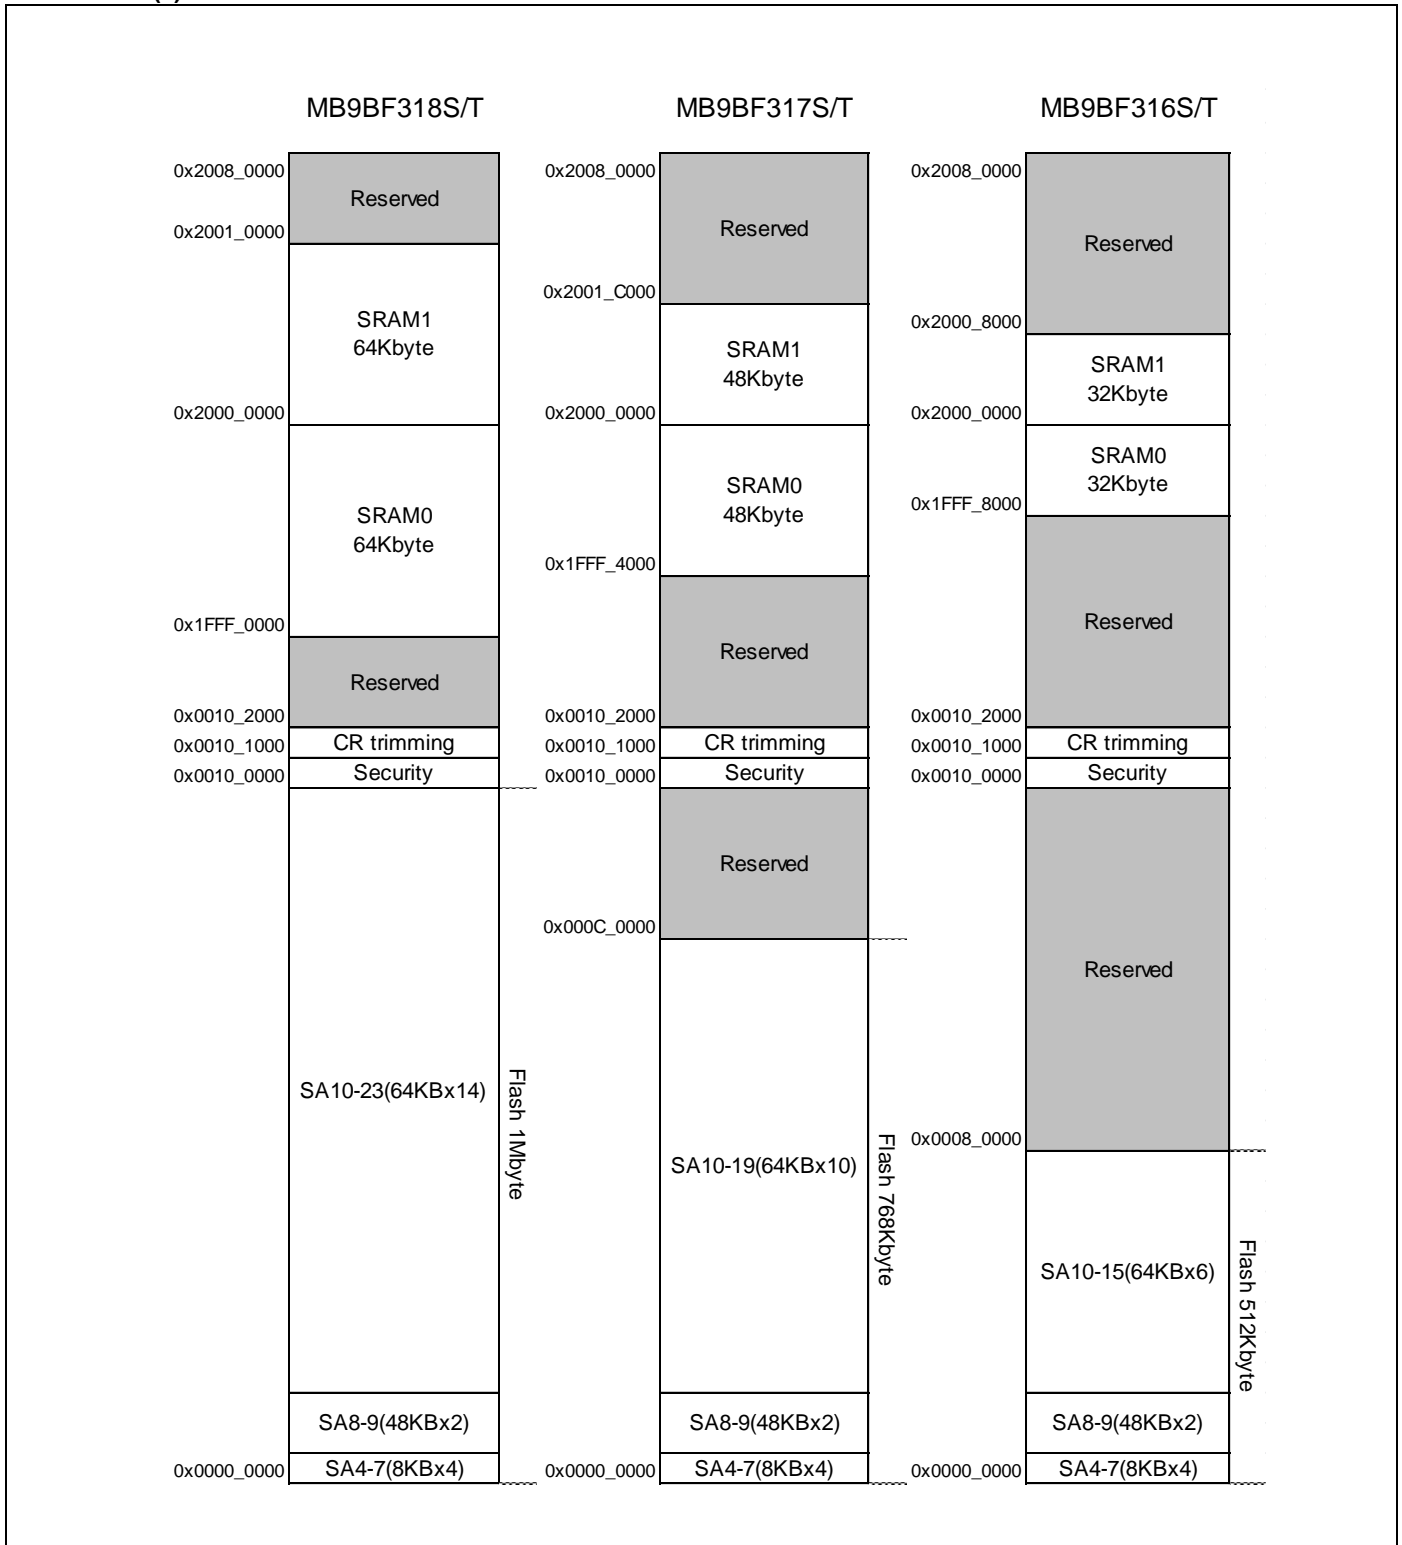 MB9BF318S/T
0x2008_0000
Reserved
0x2001_0000
SRAM1
64Kbyte
0x2000_0000
SRAM0
64Kbyte
0x1FFF_0000
Reserved
0x0010_2000
CR trimming
0x0010_1000
Security
0x0010_0000
SA10-23(64KBx14)
Flash 1Mbyte
SA8-9(48KBx2)
SA4-7(8KBx4)
0x0000_0000
MB9BF317S/T
0x2008_0000
Reserved
0x2001_C000
SRAM1
48Kbyte
0x2000_0000
SRAM0
48Kbyte
0x1FFF_4000
Reserved
0x0010_2000
CR trimming
0x0010_1000
Security
0x0010_0000
Reserved
0x000C_0000
SA10-19(64KBx10)
Flash 768Kbyte
SA8-9(48KBx2)
SA4-7(8KBx4)
0x0000_0000
MB9BF316S/T
0x2008_0000
Reserved
0x2000_8000
SRAM1
32Kbyte
0x2000_0000
SRAM0
32Kbyte
0x1FFF_8000
Reserved
0x0010_2000
CR trimming
0x0010_1000
Security
0x0010_0000
Reserved
0x0008_0000
SA10-15(64KBx6)
Flash 512Kbyte
SA8-9(48KBx2)
SA4-7(8KBx4)
0x0000_0000